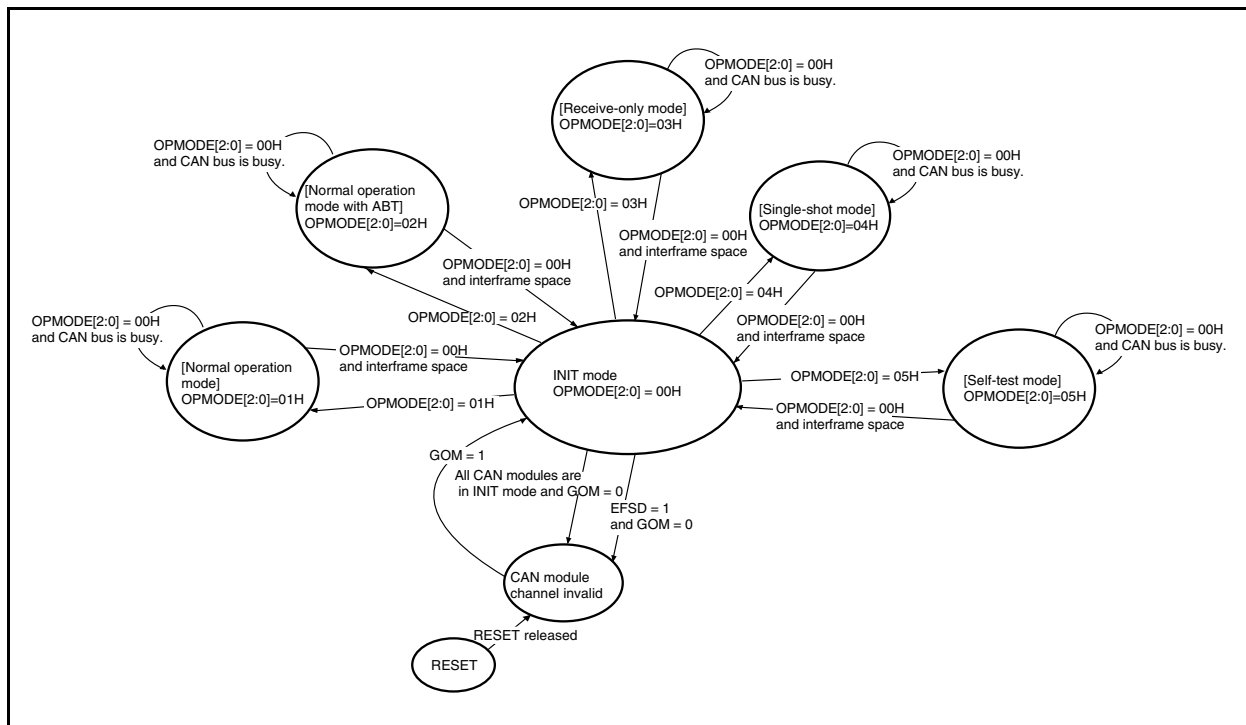 OPMODE[2:0] = 00H
and CAN bus is busy.
[Receive-only mode]
OPMODE[2:0]=03H
OPMODE[2:0] = 00H
and CAN bus is busy.
[Normal operation
mode with ABT]
OPMODE[2:0]=02H
OPMODE[2:0] = 00H
and CAN bus is busy.
[Single-shot mode]
OPMODE[2:0]=04H
OPMODE[2:0] = 03H
OPMODE[2:0] = 00H
and interframe space
OPMODE[2:0] = 00H
and interframe space
OPMODE[2:0] = 04H
OPMODE[2:0] = 02H
OPMODE[2:0] = 00H
and interframe space
OPMODE[2:0] = 00H
and CAN bus is busy.
[Normal operation
mode]
OPMODE[2:0]=01H
OPMODE[2:0] = 00H
and interframe space
OPMODE[2:0] = 01H
INIT mode
OPMODE[2:0] = 00H
OPMODE[2:0] = 05H
OPMODE[2:0] = 00H
and interframe space
OPMODE[2:0] = 00H
and CAN bus is busy.
[Self-test mode]
OPMODE[2:0]=05H
GOM = 1
All CAN modules are
in INIT mode and GOM = 0
EFSD = 1
and GOM = 0
CAN module
channel invalid
RESET released
RESET